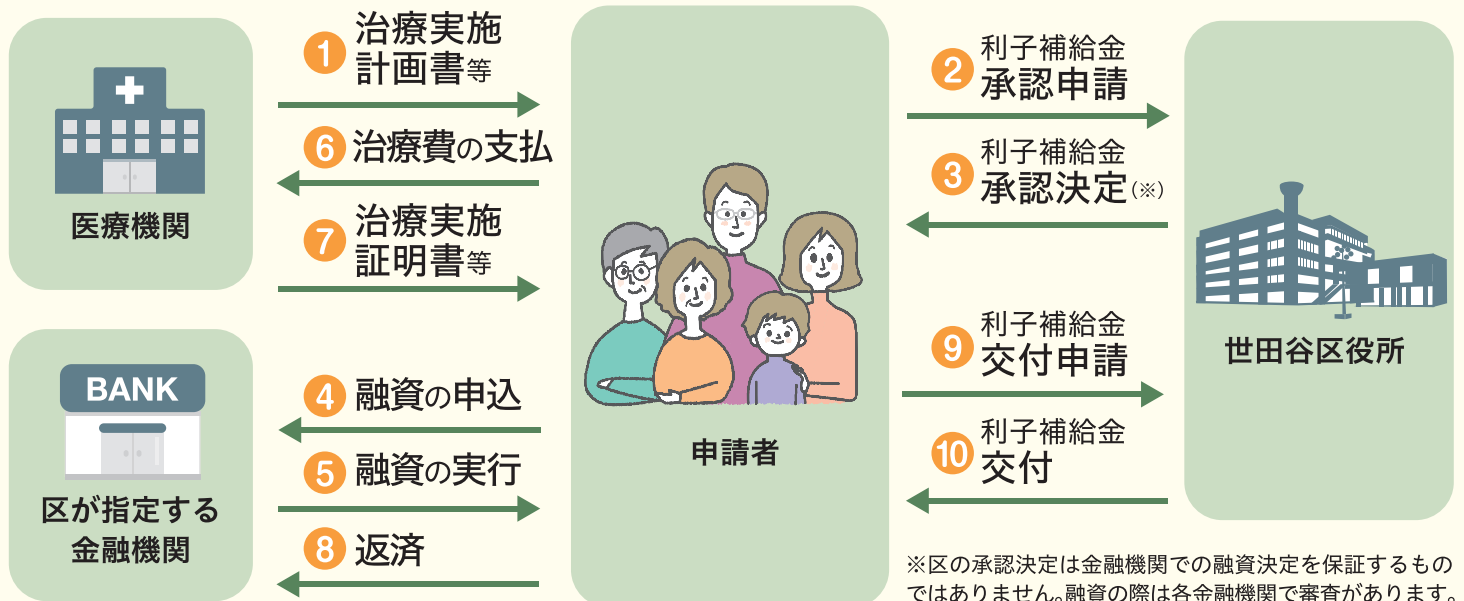 医療機関
BANK
区が指定する
金融機関
1
治療実施
計画書等
6 治療費の支払
7
治療実施
証明書等
4 融資の申込
5 融資の実行
8 返済
申請者
2
利子補給金
承認申請
3
利子補給金
承認決定(※)
9
利子補給金
交付申請
10
利子補給金
交付
世田谷区役所
※区の承認決定は金融機関での融資決定を保証するもの
ではありません。融資の際は各金融機関で審査があります。